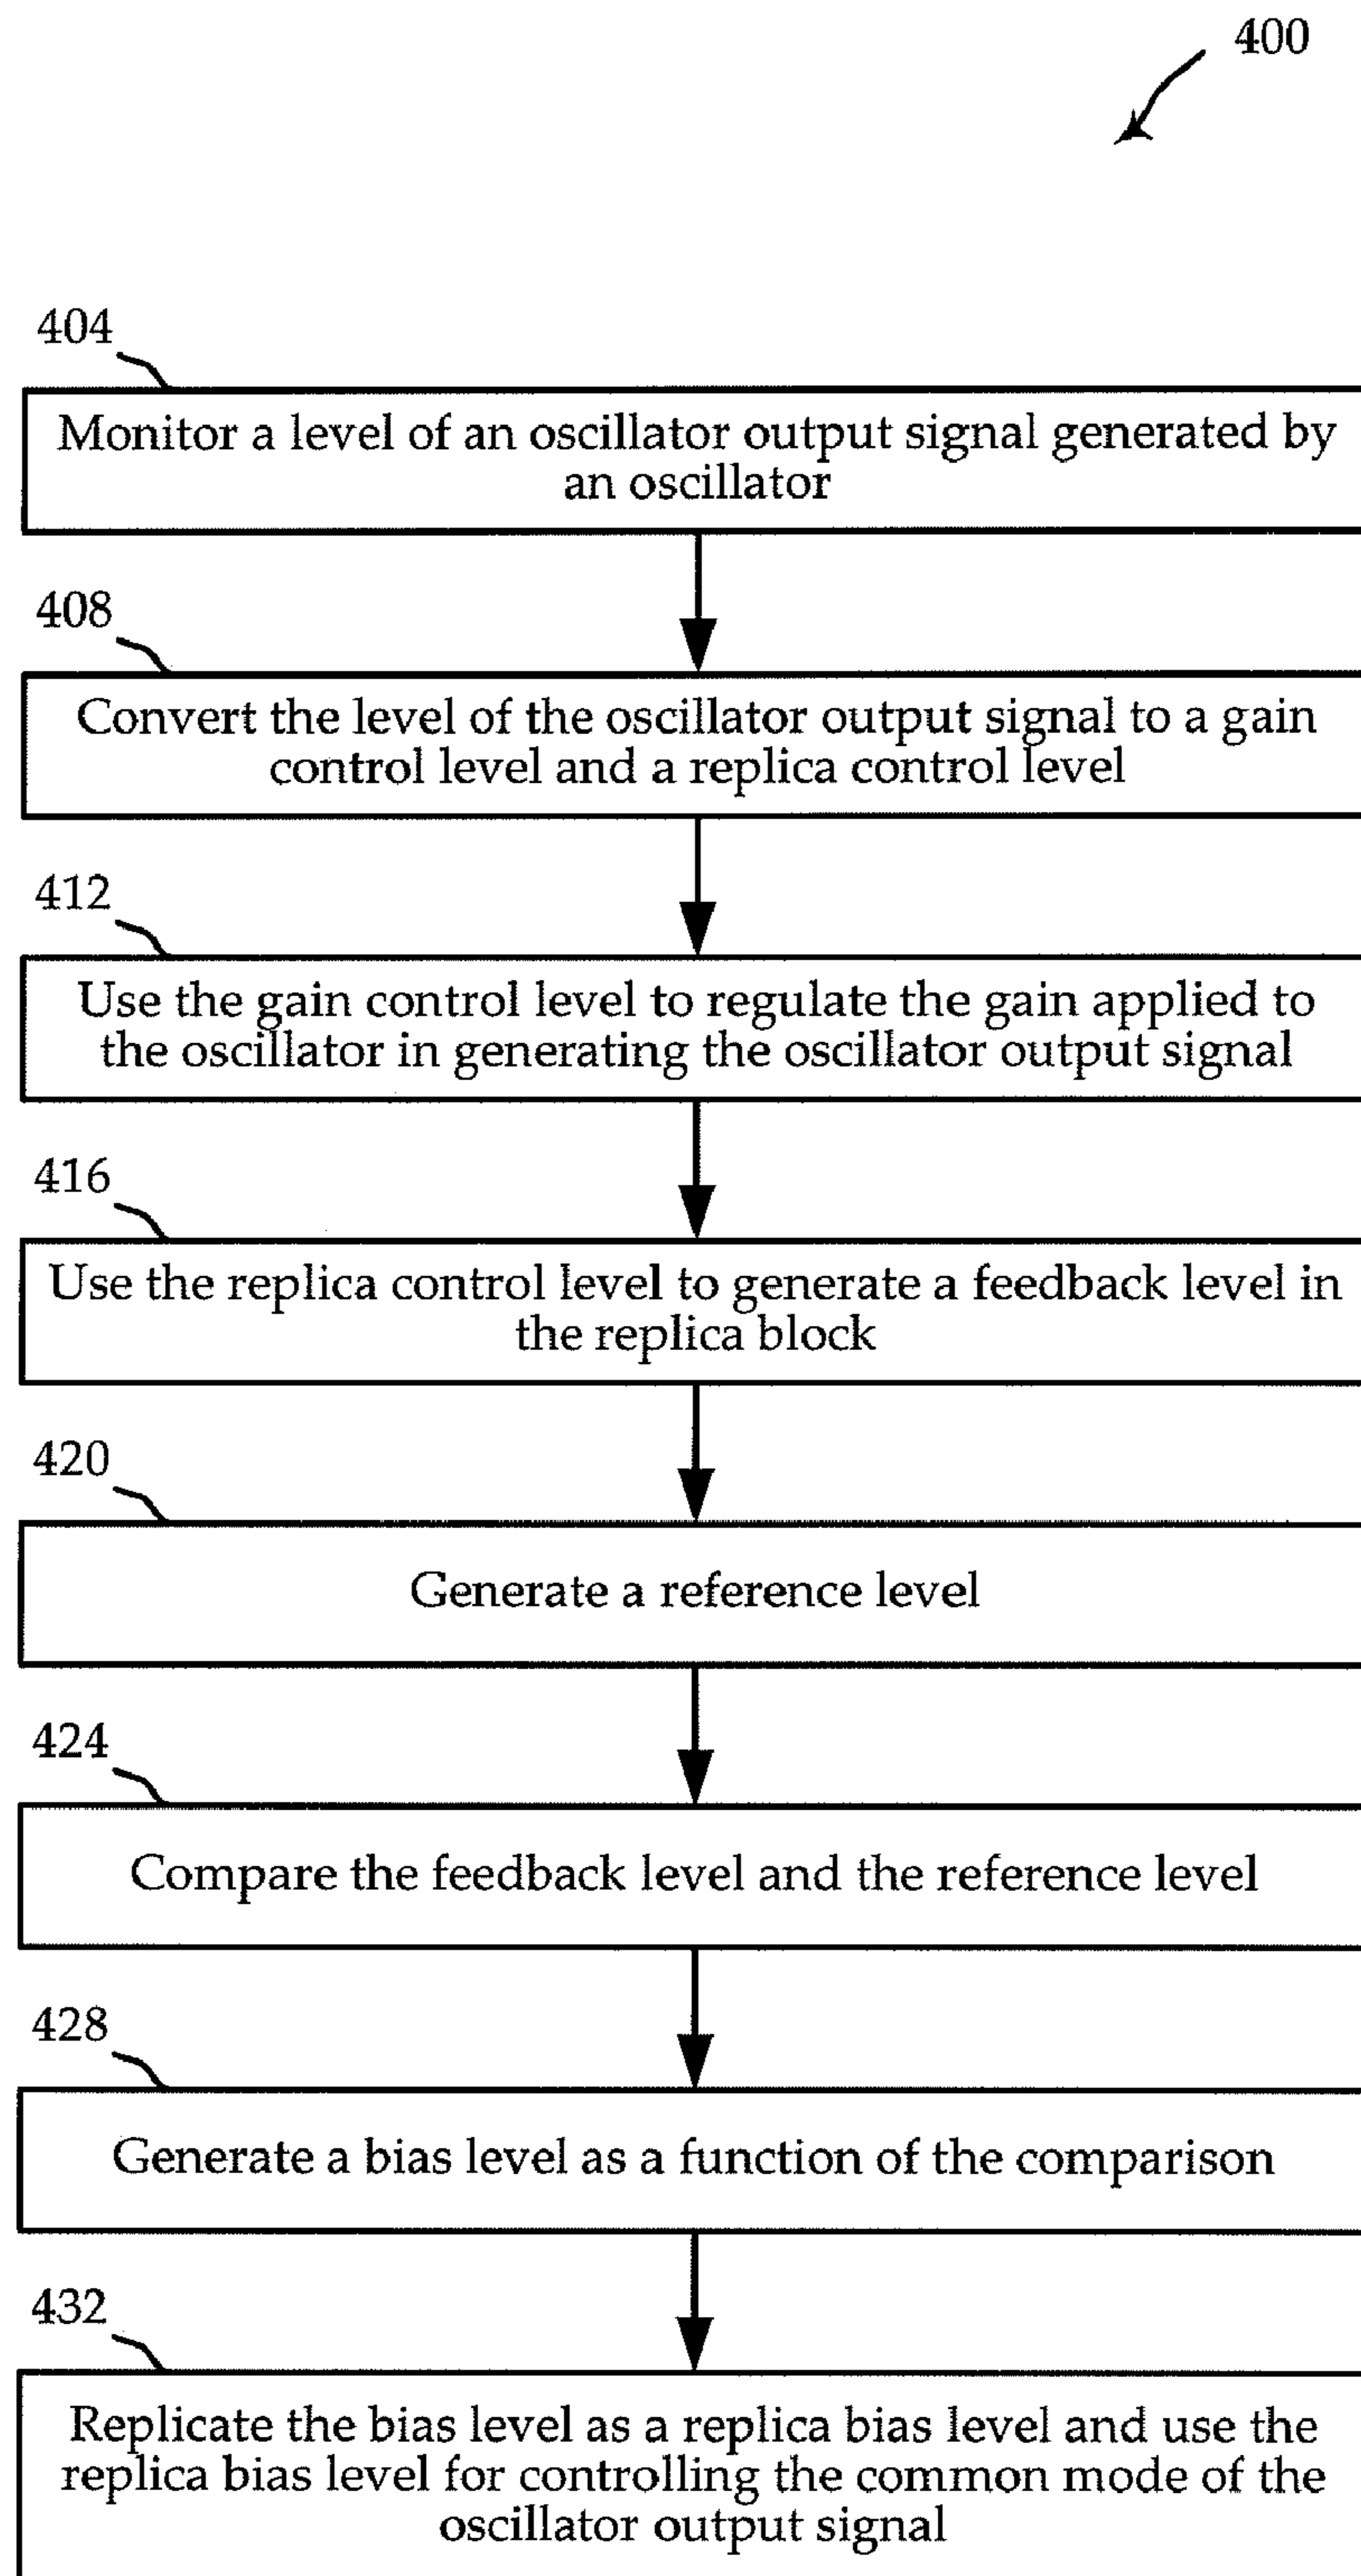 400
404
Monitor a level of an oscillator output signal generated by
an oscillator
408
Convert the level of the oscillator output signal to a gain
control level and a replica control level
412
Use the gain control level to regulate the gain applied to
the oscillator in generating the oscillator output signal
416
Use the replica control level to generate a feedback level in
the replica block
420
Generate a reference level
424
Compare the feedback level and the reference level
428
Generate a bias level as a function of the comparison
432
Replicate the bias level as a replica bias level and use the
replica bias level for controlling the common mode of the
oscillator output signal